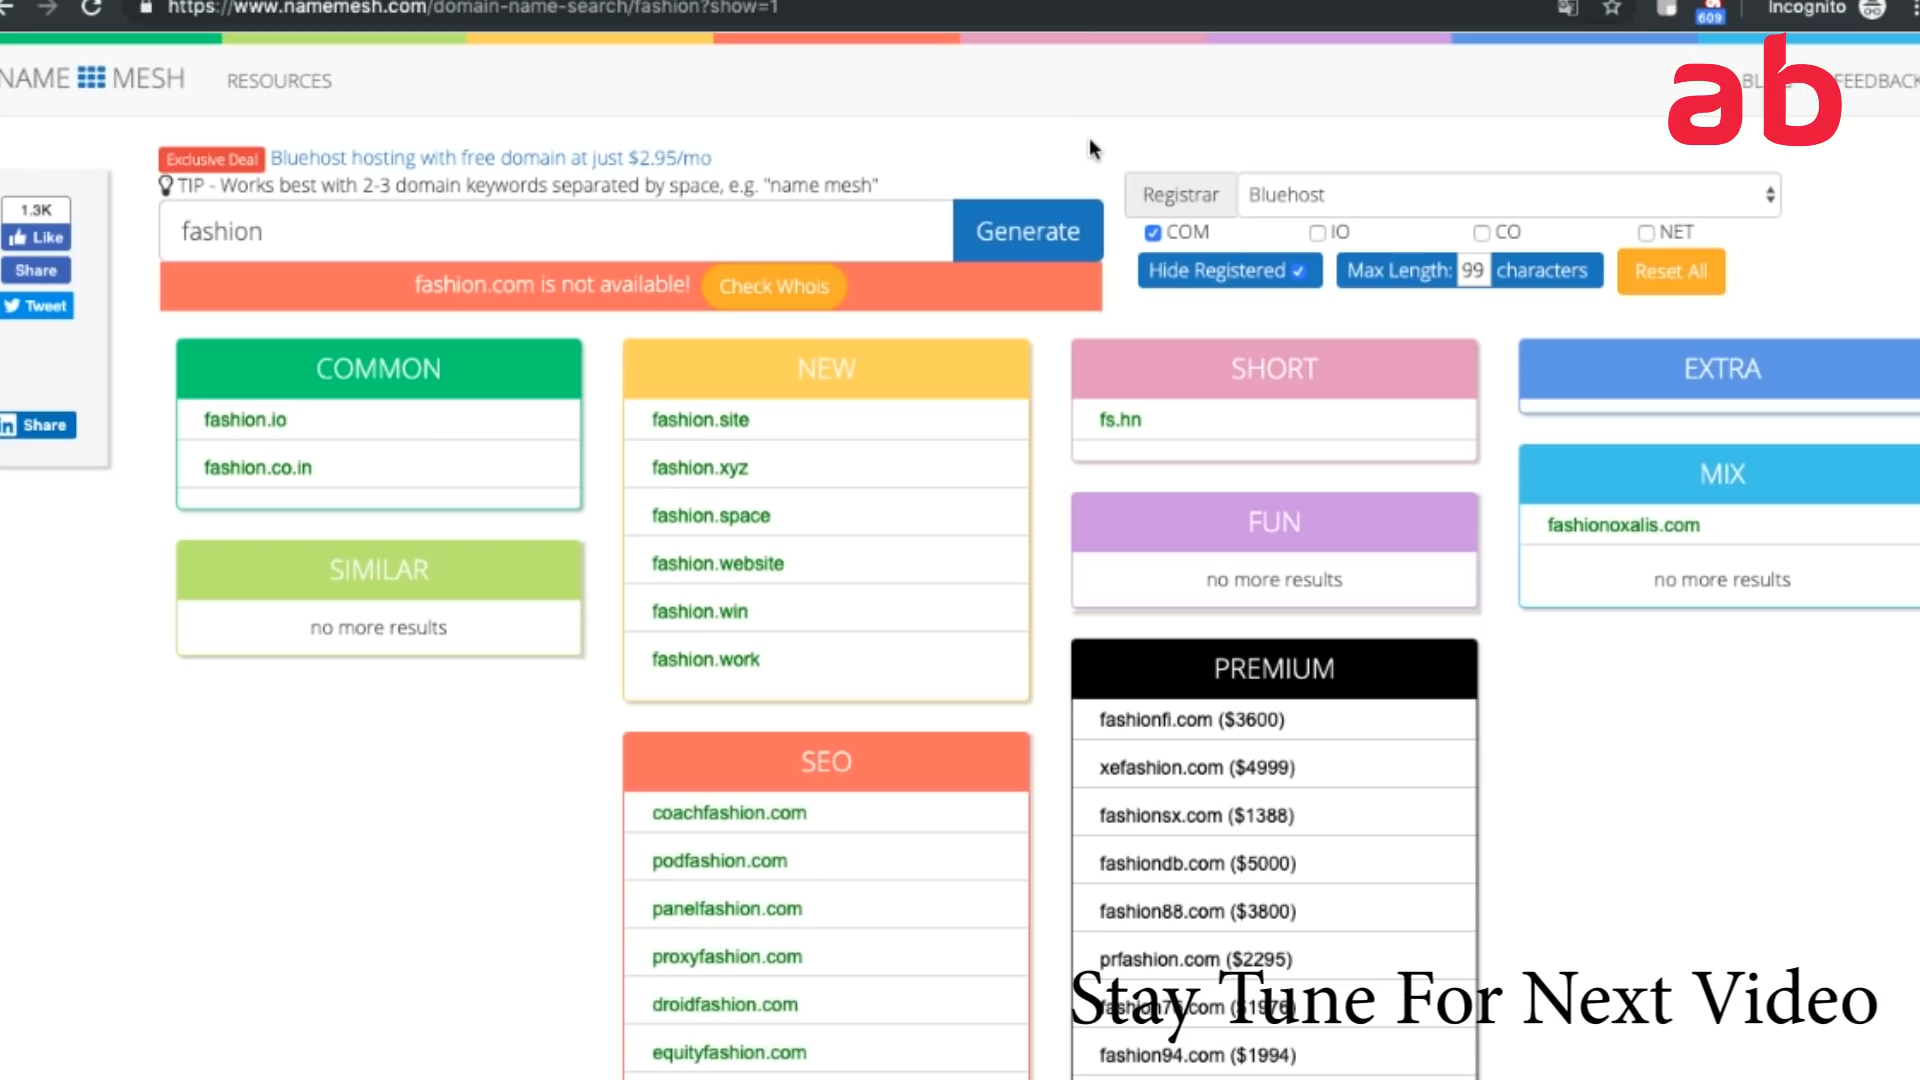 https://www.namemesh.com/domain-name-search/fashion?show=1
609
Incognito
NAME MESH
RESOURCES
FEEDBACK
ab
Exclusive Deal Bluehost hosting with free domain at just $2.95/mo
TIP - Works best with 2-3 domain keywords separated by space, e.g. "name mesh"
fashion
Generate
fashion.com is not available!
Check Whois
Registrar
Bluehost
COM
IO
CO
NET
Hide Registered
Max Length: 99 characters
Reset All
1.3K
Like
Share
Tweet
in Share
COMMON
fashion.io
fashion.co.in
SIMILAR
no more results
NEW
fashion.site
fashion.xyz
fashion.space
fashion.website
fashion.win
fashion.work
SEO
coachfashion.com
podfashion.com
panelfashion.com
proxyfashion.com
droidfashion.com
equityfashion.com
SHORT
fs.hn
FUN
no more results
PREMIUM
fashionfi.com ($3600)
xefashion.com ($4999)
fashionsx.com ($1388)
fashiondb.com ($5000)
fashion88.com ($3800)
prfashion.com ($2295)
fashion94.com ($1994)
EXTRA
MIX
fashionoxalis.com
no more results
Stay Tune For Next Video